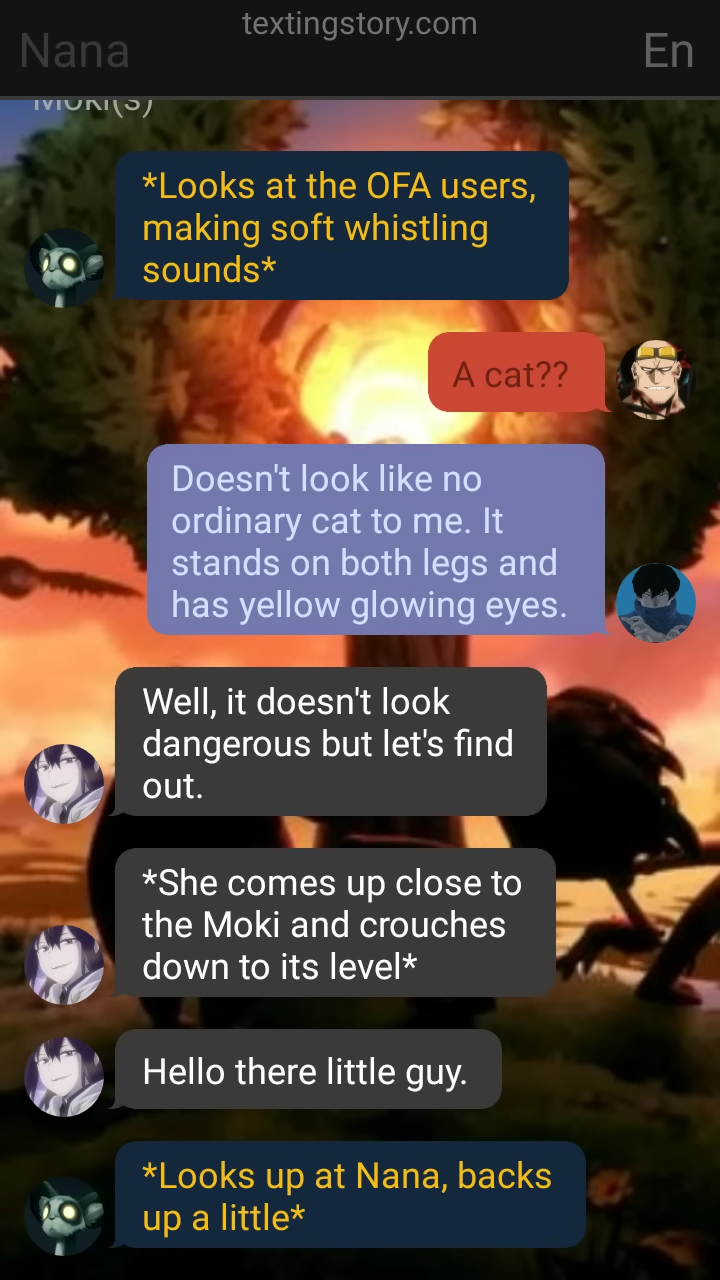 textingstory.com
Nana
En
Moki(s)
*Looks at the OFA users,
making soft whistling
sounds*
A cat??
Doesn't look like no
ordinary cat to me. It
stands on both legs and
has yellow glowing eyes.
Well, it doesn't look
dangerous but let's find
out.
*She comes up close to
the Moki and crouches
down to its level*
Hello there little guy.
*Looks up at Nana, backs
up a little*